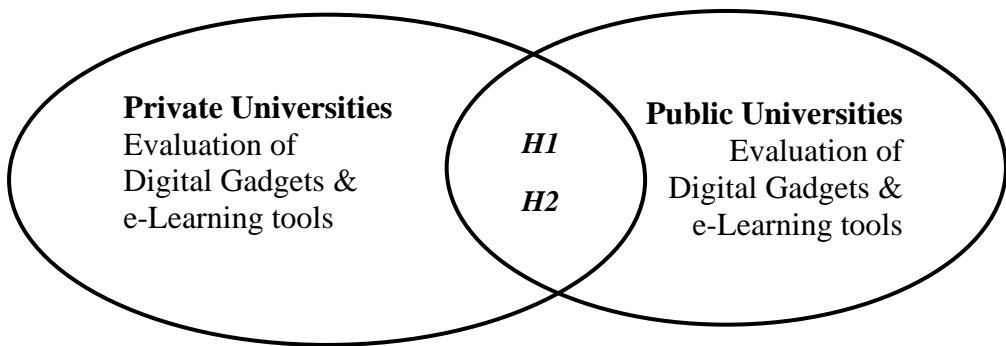 Private Universities
Evaluation of
Digital Gadgets &
e-Learning tools
H1
H2
Public Universities
Evaluation of
Digital Gadgets &
e-Learning tools